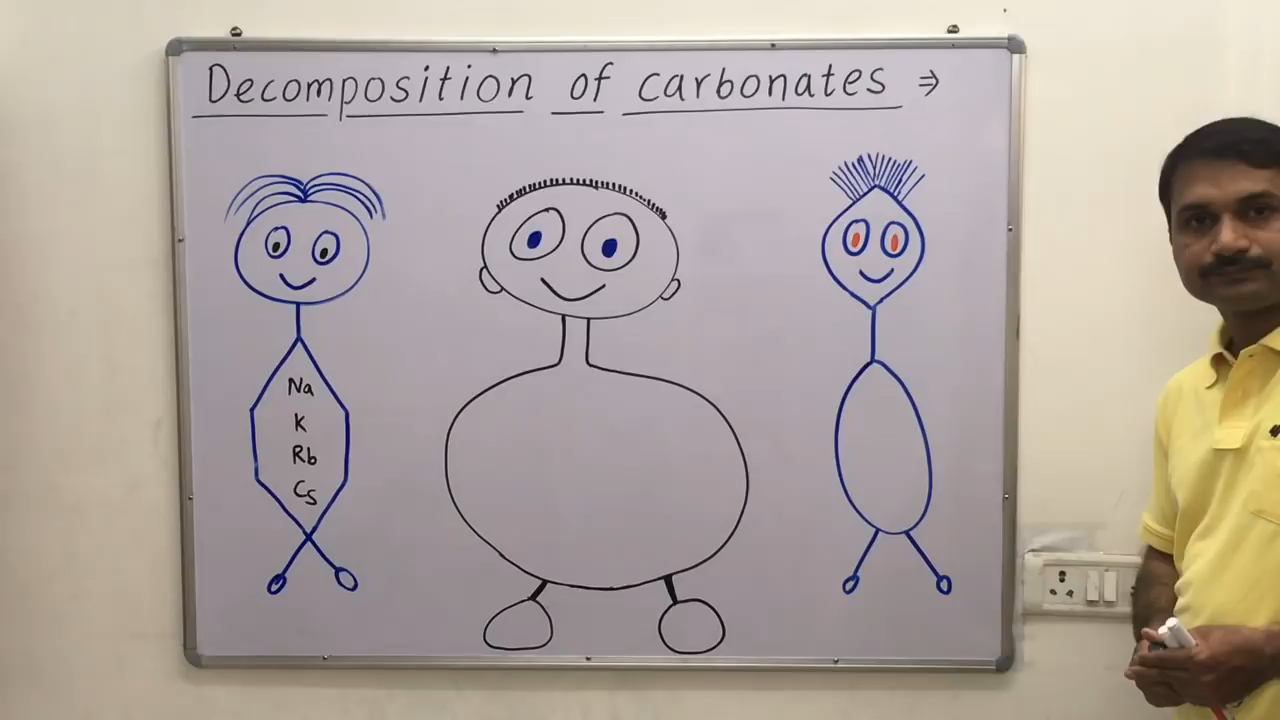 Decomposition of carbonates ⇒
Na
K
Rb
Cs